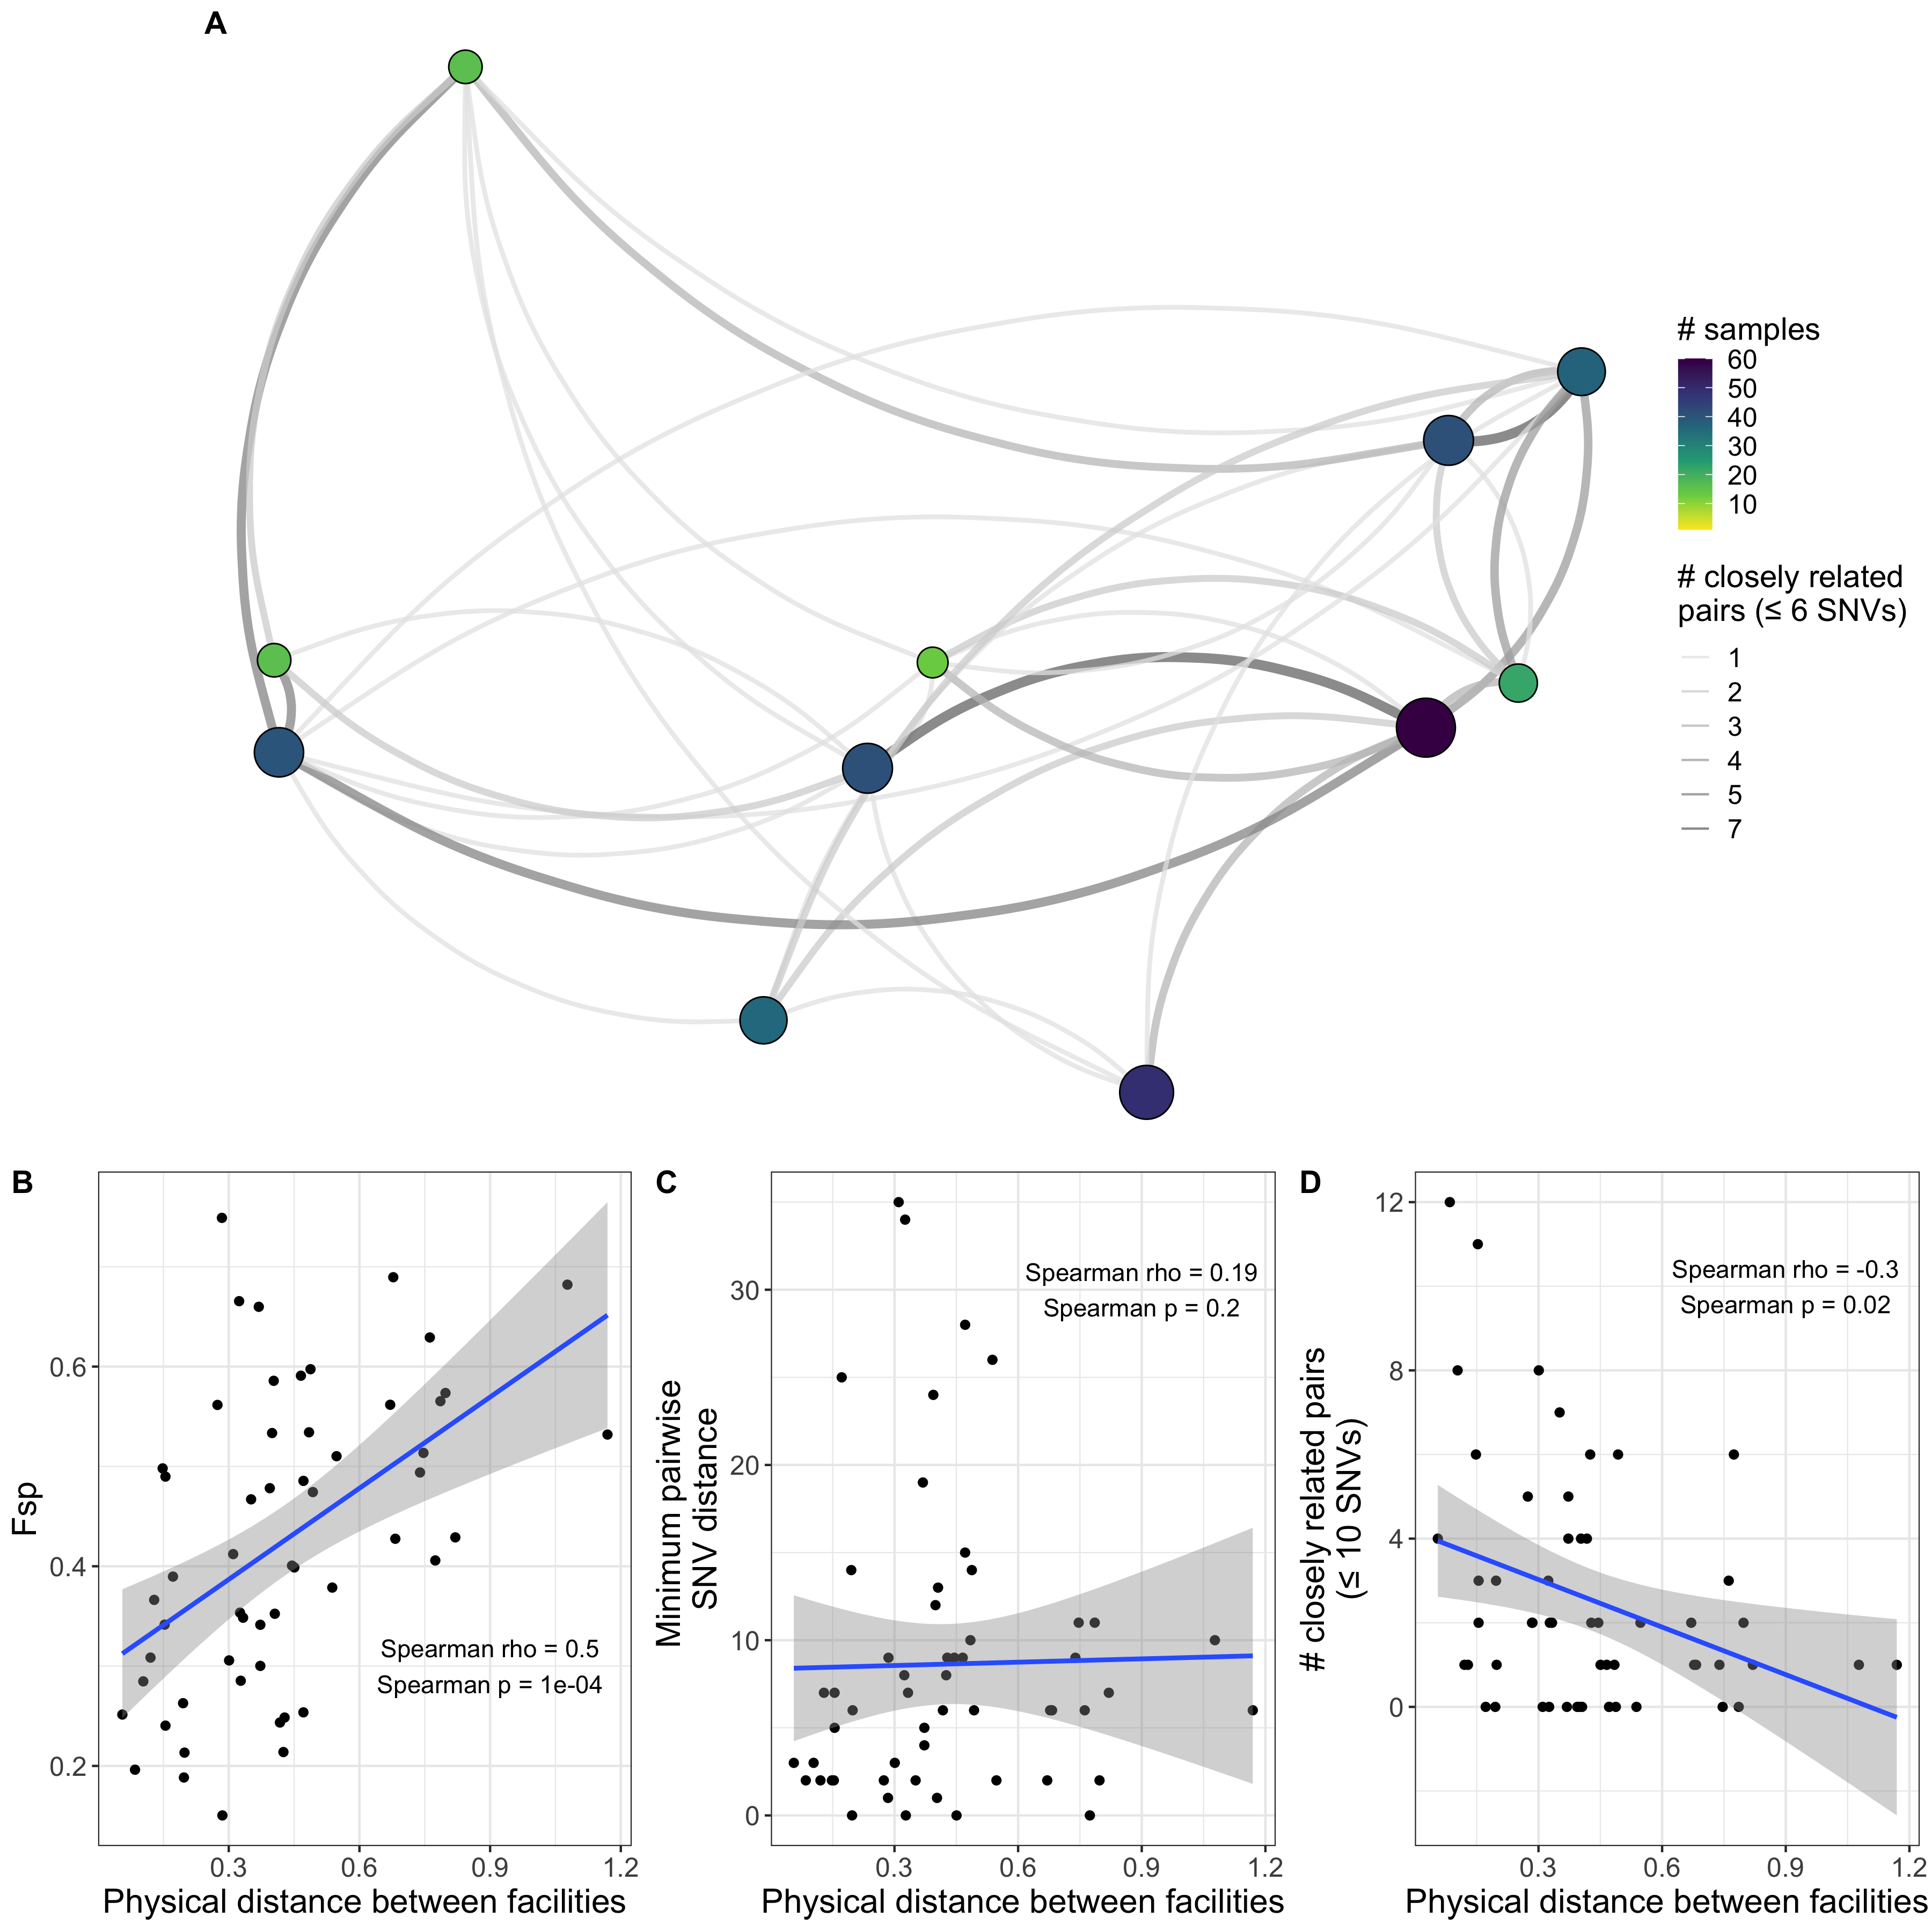 A
# samples
60
50
40
30
20
10
# closely related
pairs (≤ 6 SNVs)
1
2
3
4
5
7
B
Fsp
0.6
0.4
0.2
Spearman rho = 0.5
Spearman p = 1e-04
0.3
0.6
0.9
1.2
Physical distance between facilities
C
Minimum pairwise
SNV distance
30
20
10
0
Spearman rho = 0.19
Spearman p = 0.2
0.3
0.6
0.9
1.2
Physical distance between facilities
D
# closely related pairs
(≤ 10 SNVs)
12
8
4
0
Spearman rho = -0.3
Spearman p = 0.02
0.3
0.6
0.9
1.2
Physical distance between facilities